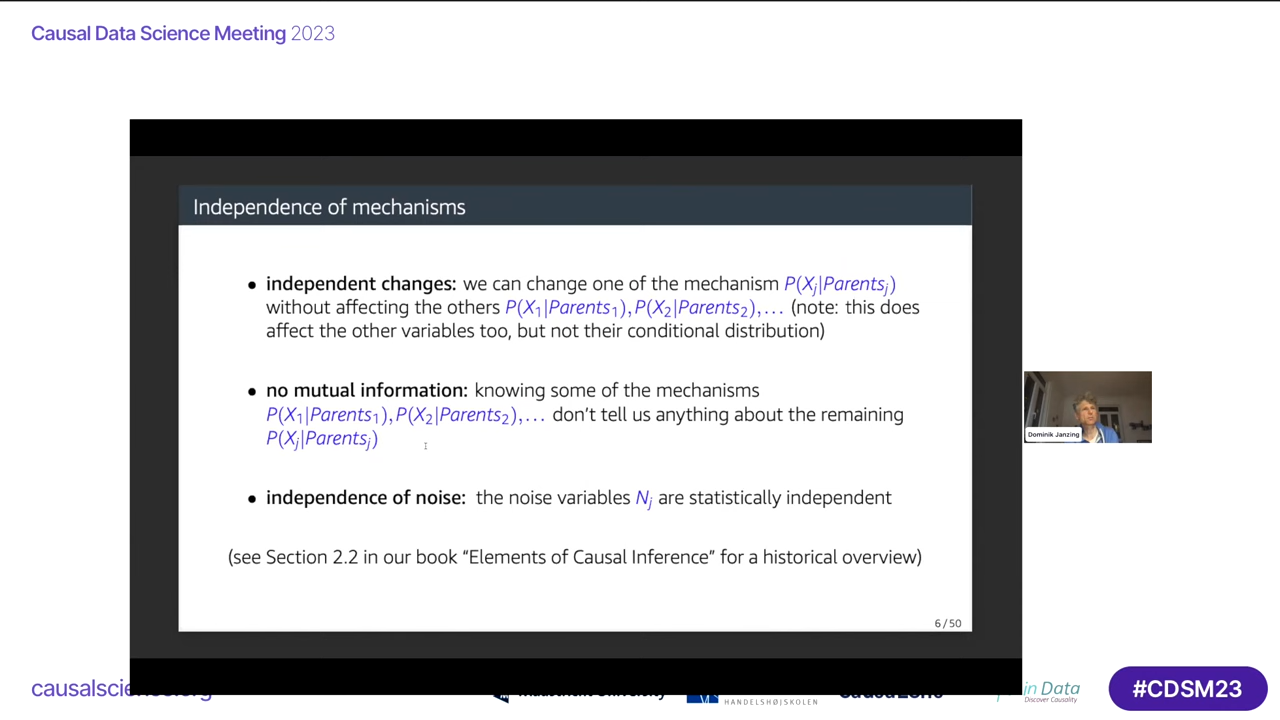 Causal Data Science Meeting 2023
Independence of mechanisms
• independent changes: we can change one of the mechanism P(Xj|Parentsj)
without affecting the others P(X1|Parents1), P(X2|Parents2), ... (note: this does
affect the other variables too, but not their conditional distribution)
• no mutual information: knowing some of the mechanisms
P(X1|Parents1), P(X2|Parents2), ... don't tell us anything about the remaining
P(Xj|Parentsj)
• independence of noise: the noise variables Nj are statistically independent
(see Section 2.2 in our book “Elements of Causal Inference” for a historical overview)
6 / 50
Dominik Janzing
HANDELSHØJSKOLEN
Data
Discover Causality
#CDSM23